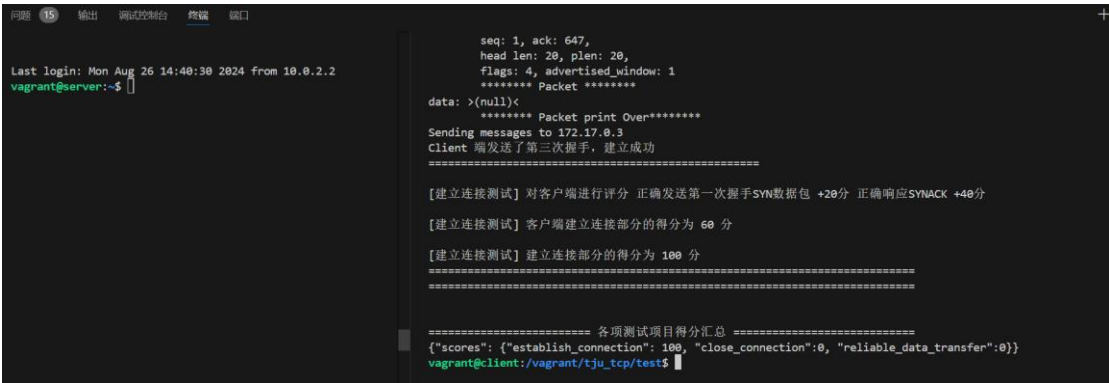 问题 15 输出 调试控制台 终端 端口
Last login: Mon Aug 26 14:40:30 2024 from 10.0.2.2
vagrant@server:~$
seq: 1, ack: 647,
head len: 20, plen: 20,
flags: 4, advertised_window: 1
******** Packet ********
data: >(null)<
******** Packet print Over********
Sending messages to 172.17.0.3
Client 端发送了第三次握手，建立成功
===================================================
[建立连接测试] 对客户端进行评分 正确发送第一次握手SYN数据包 +20分 正确响应SYNACK +40分
[建立连接测试] 客户端建立连接部分的得分为 60 分
[建立连接测试] 建立连接部分的得分为 100 分
===========================================================================
===========================================================================
========================= 各项测试项目得分汇总 ============================
{"scores": {"establish_connection": 100, "close_connection":0, "reliable_data_transfer":0}}
vagrant@client:/vagrant/tju_tcp/test$